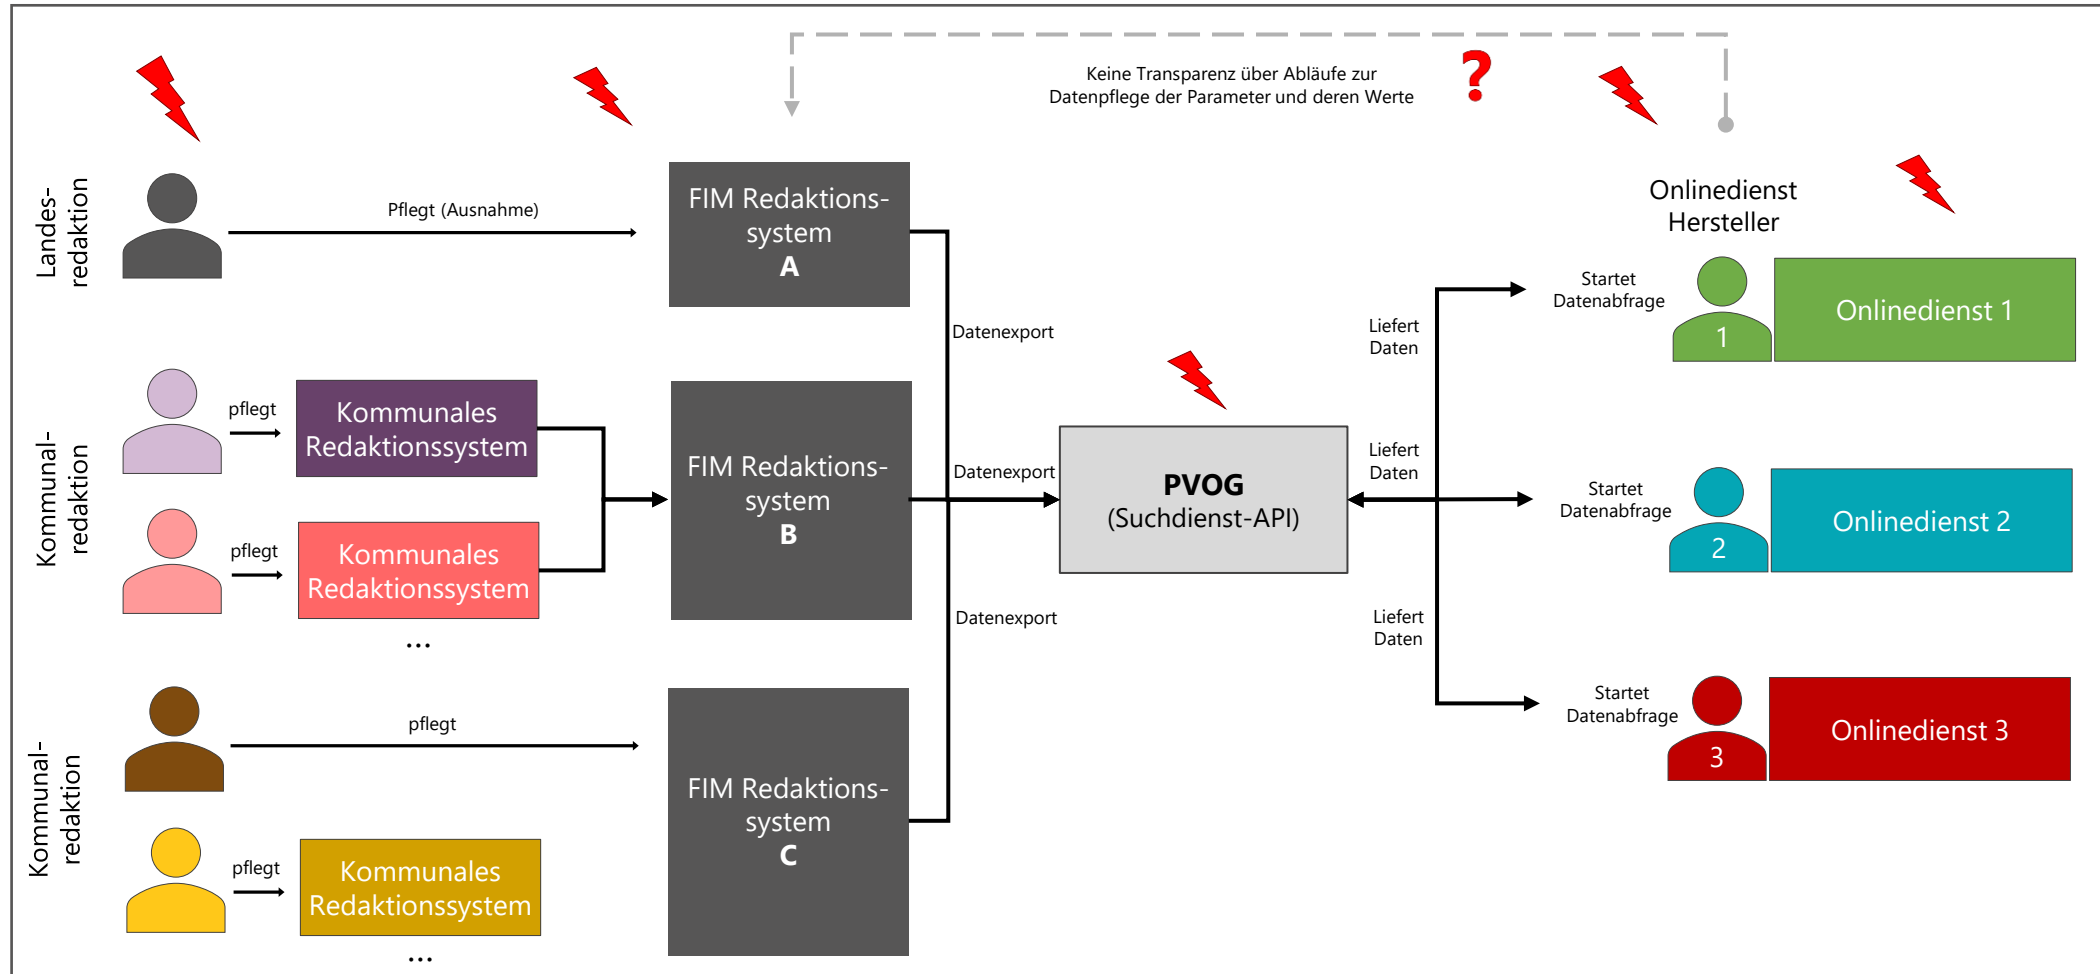 Keine Transparenz über Abläufe zur
Datenpflege der Parameter und deren Werte
?
Landes-
redaktion
Pflegt (Ausnahme)
FIM Redaktions-
system
A
Onlinedienst
Hersteller
Startet
Datenabfrage
1
Onlinedienst 1
Datenexport
Liefert
Daten
Kommunal-
redaktion
pflegt
Kommunales
Redaktionssystem
pflegt
Kommunales
Redaktionssystem
...
FIM Redaktions-
system
B
Datenexport
PVOG
(Suchdienst-API)
Liefert
Daten
Startet
Datenabfrage
2
Onlinedienst 2
Datenexport
Liefert
Daten
Kommunal-
redaktion
pflegt
pflegt
Kommunales
Redaktionssystem
...
FIM Redaktions-
system
C
Startet
Datenabfrage
3
Onlinedienst 3